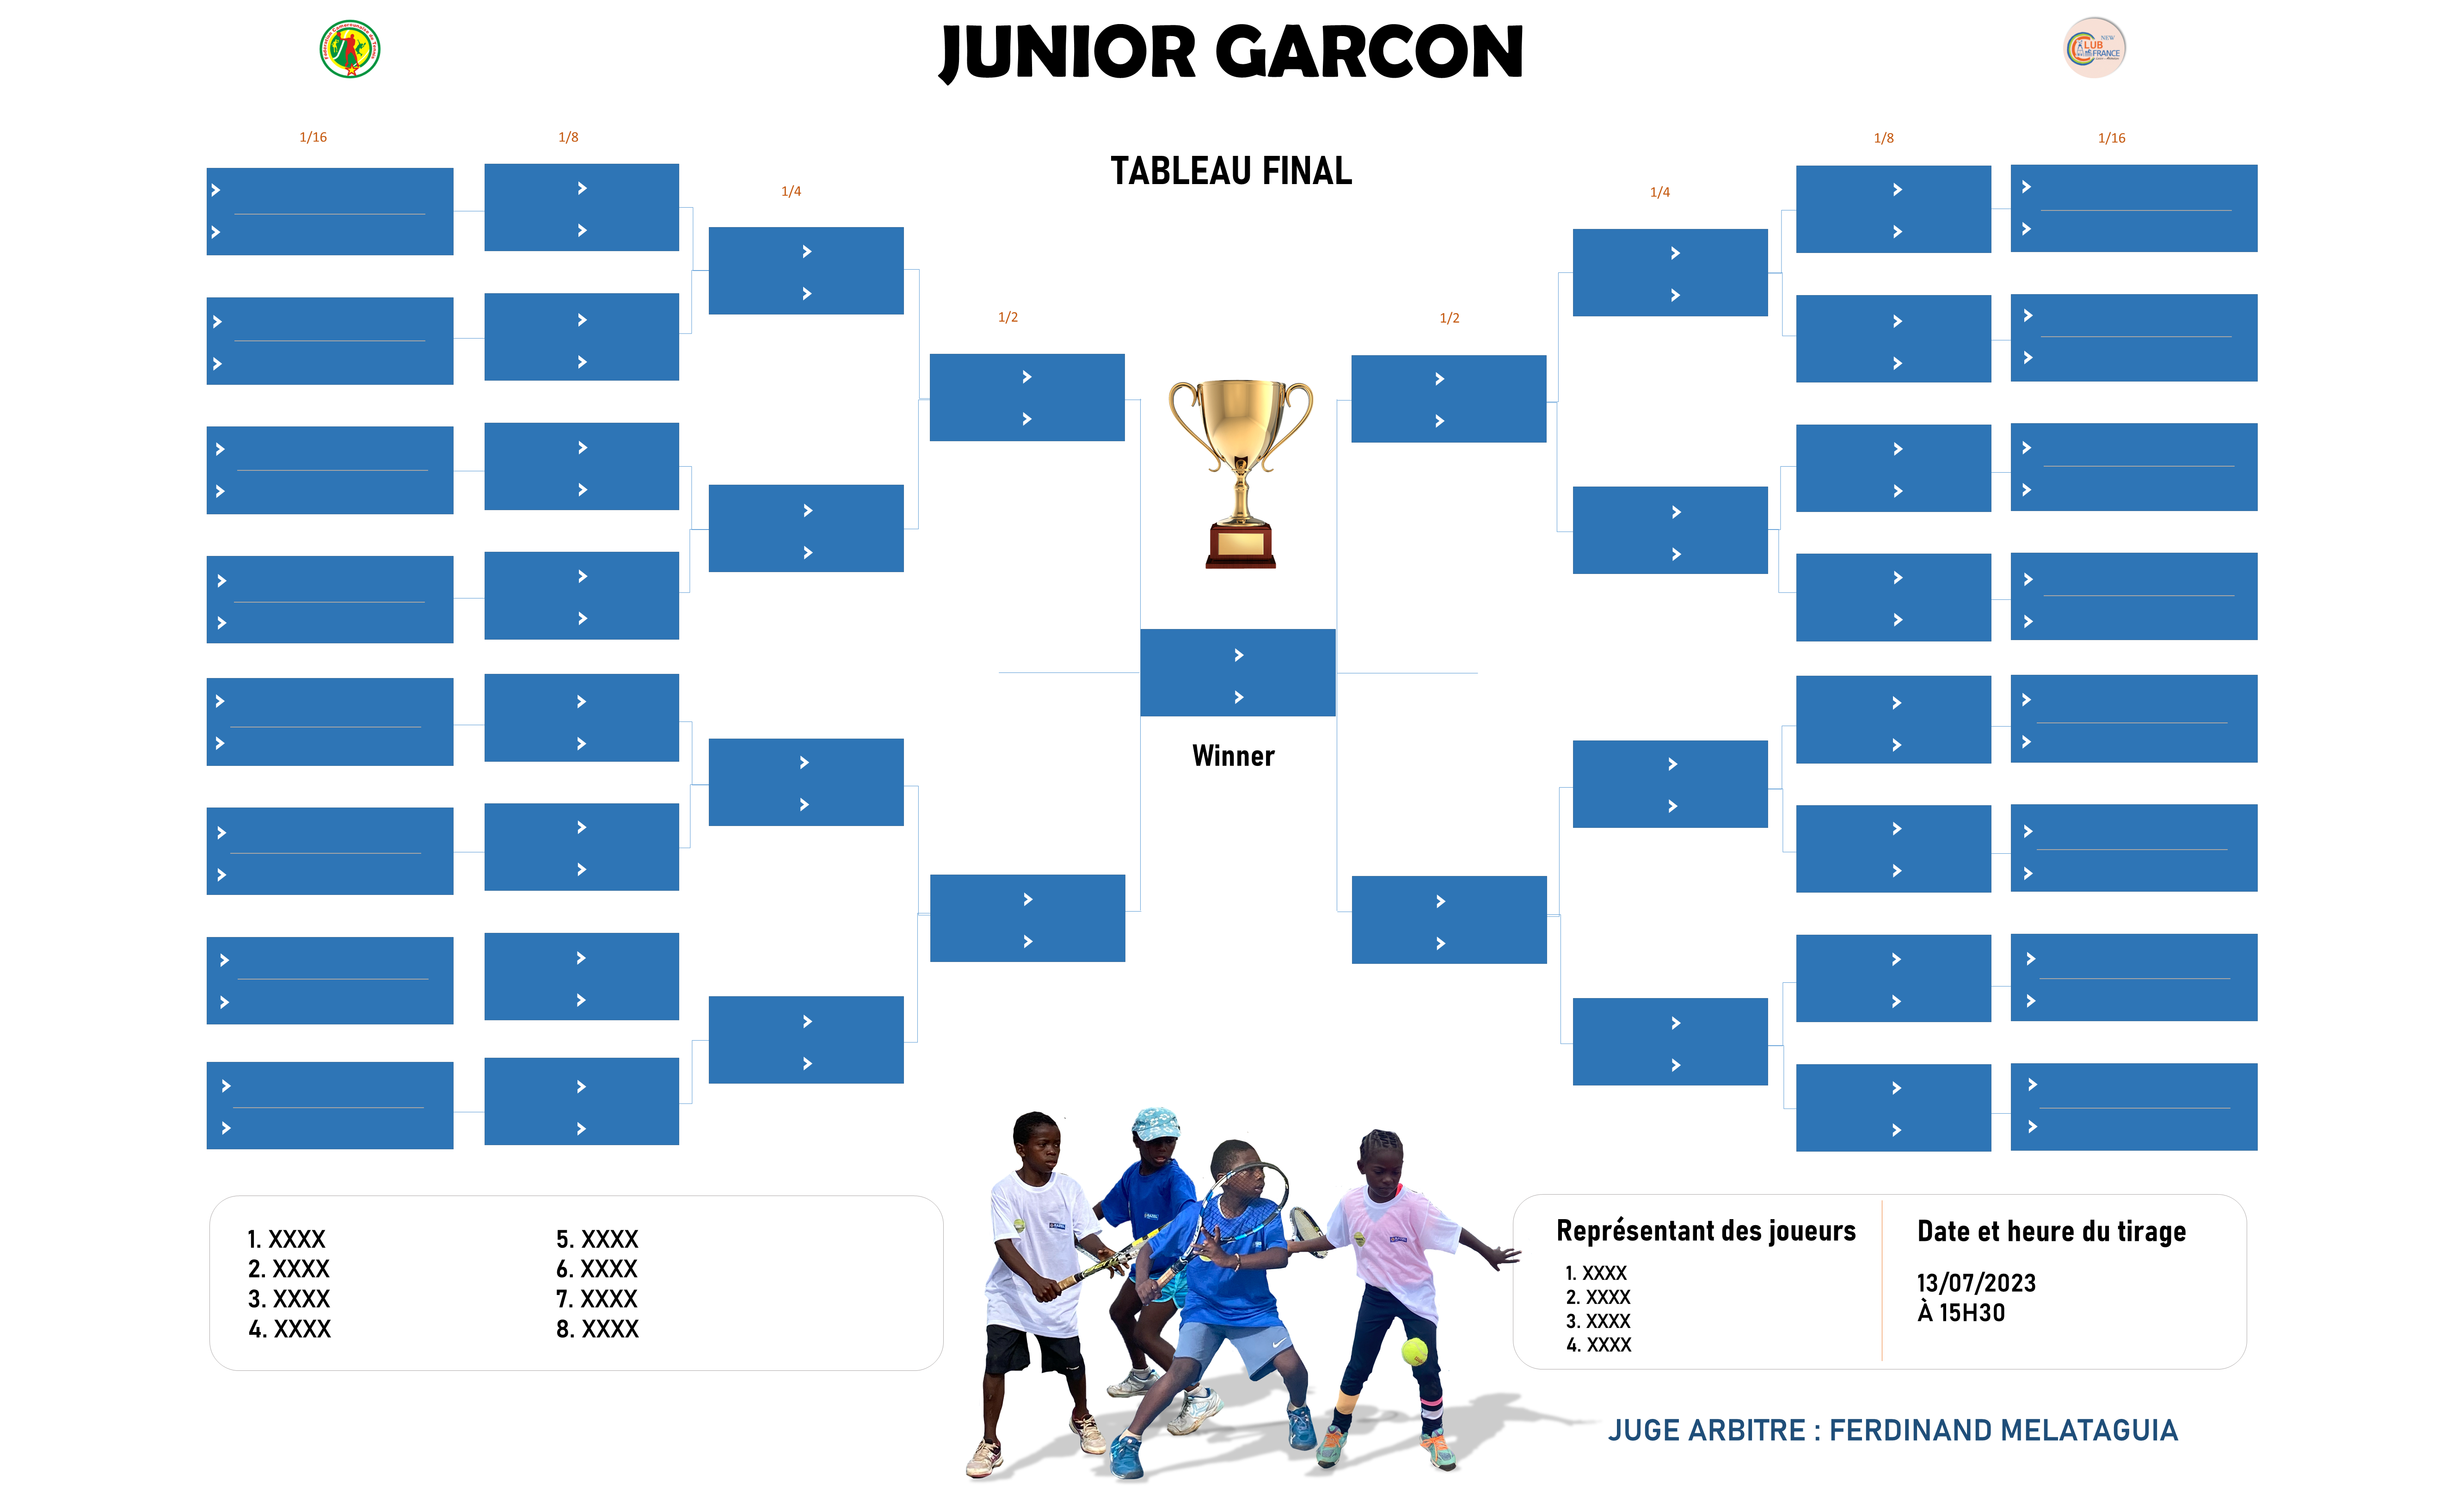 JUNIOR GARCON
NEW
CLUB
FRANCE
TABLEAU FINAL
1/16
1/8
1/4
1/2
1/2
1/4
1/8
1/16
Winner
1. XXXX
2. XXXX
3. XXXX
4. XXXX
5. XXXX
6. XXXX
7. XXXX
8. XXXX
Représentant des joueurs
1. XXXX
2. XXXX
3. XXXX
4. XXXX
Date et heure du tirage
13/07/2023
À 15H30
JUGE ARBITRE : FERDINAND MELATAGUIA